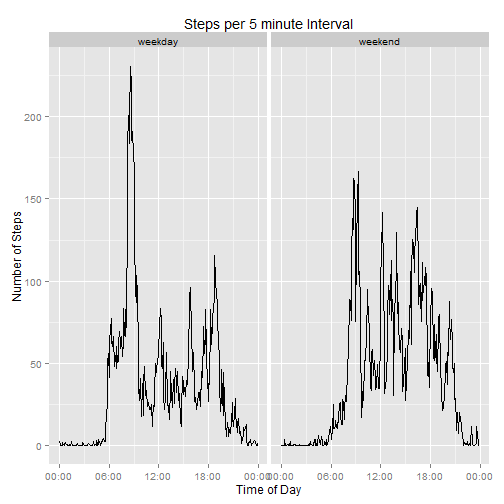 Steps per 5 minute Interval
weekday weekend
200
150
100
50
0
Number of Steps
00:00 06:00 12:00 18:00 00:00 00:00 06:00 12:00 18:00 00:00
Time of Day